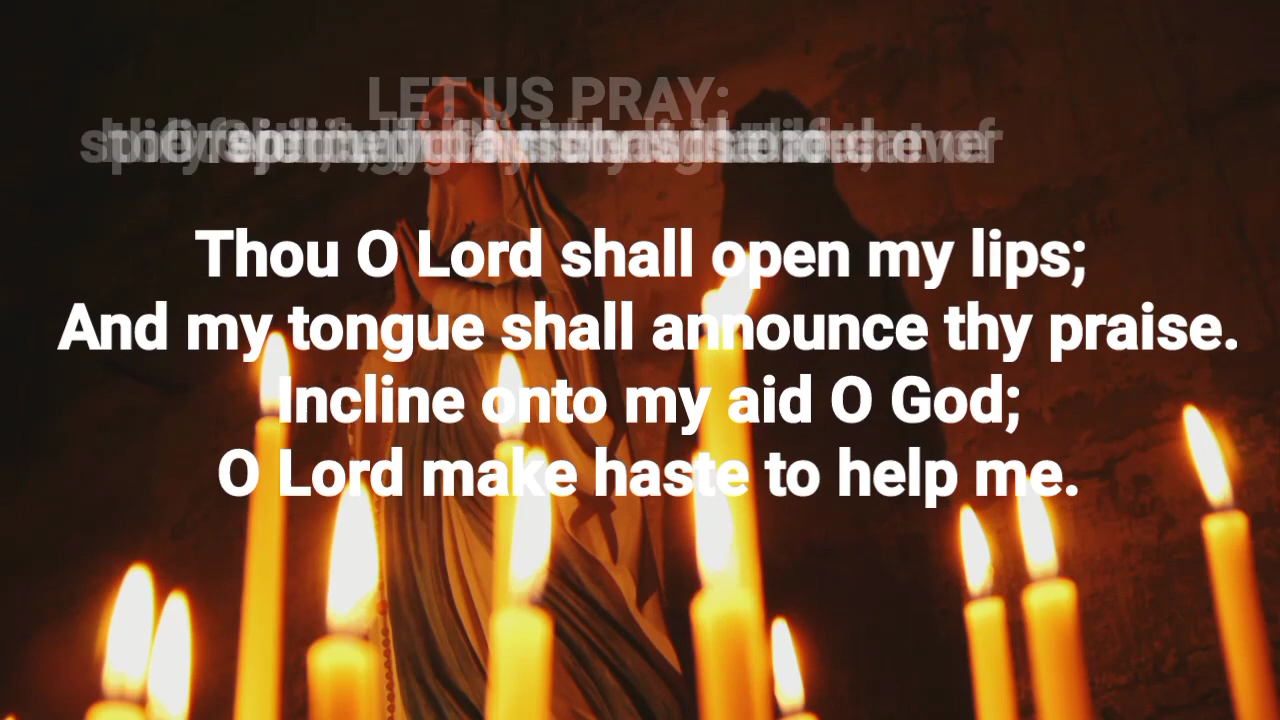 LET US PRAY:
Thou O Lord shall open my lips;
And my tongue shall announce thy praise.
Incline onto my aid O God;
O Lord make haste to help me.